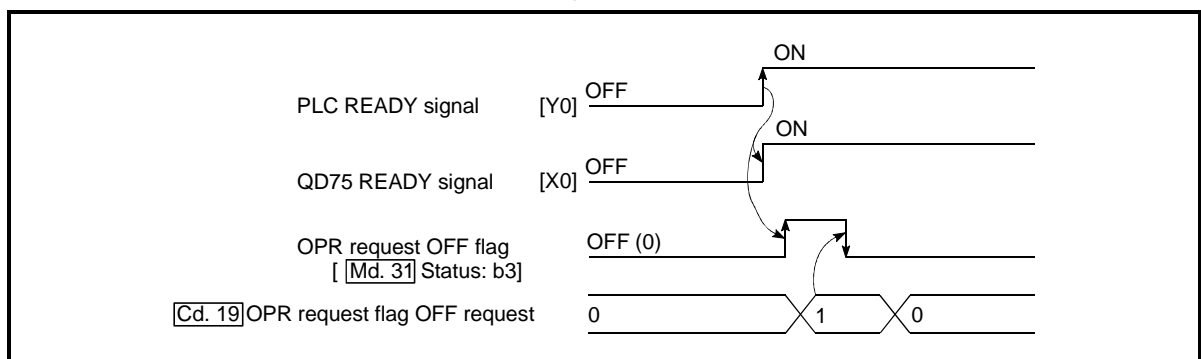 ON
PLC READY signal [Y0] OFF
ON
QD75 READY signal [X0] OFF
OPR request OFF flag OFF (0)
[ Md. 31 Status: b3]
Cd. 19 OPR request flag OFF request 0 1 0